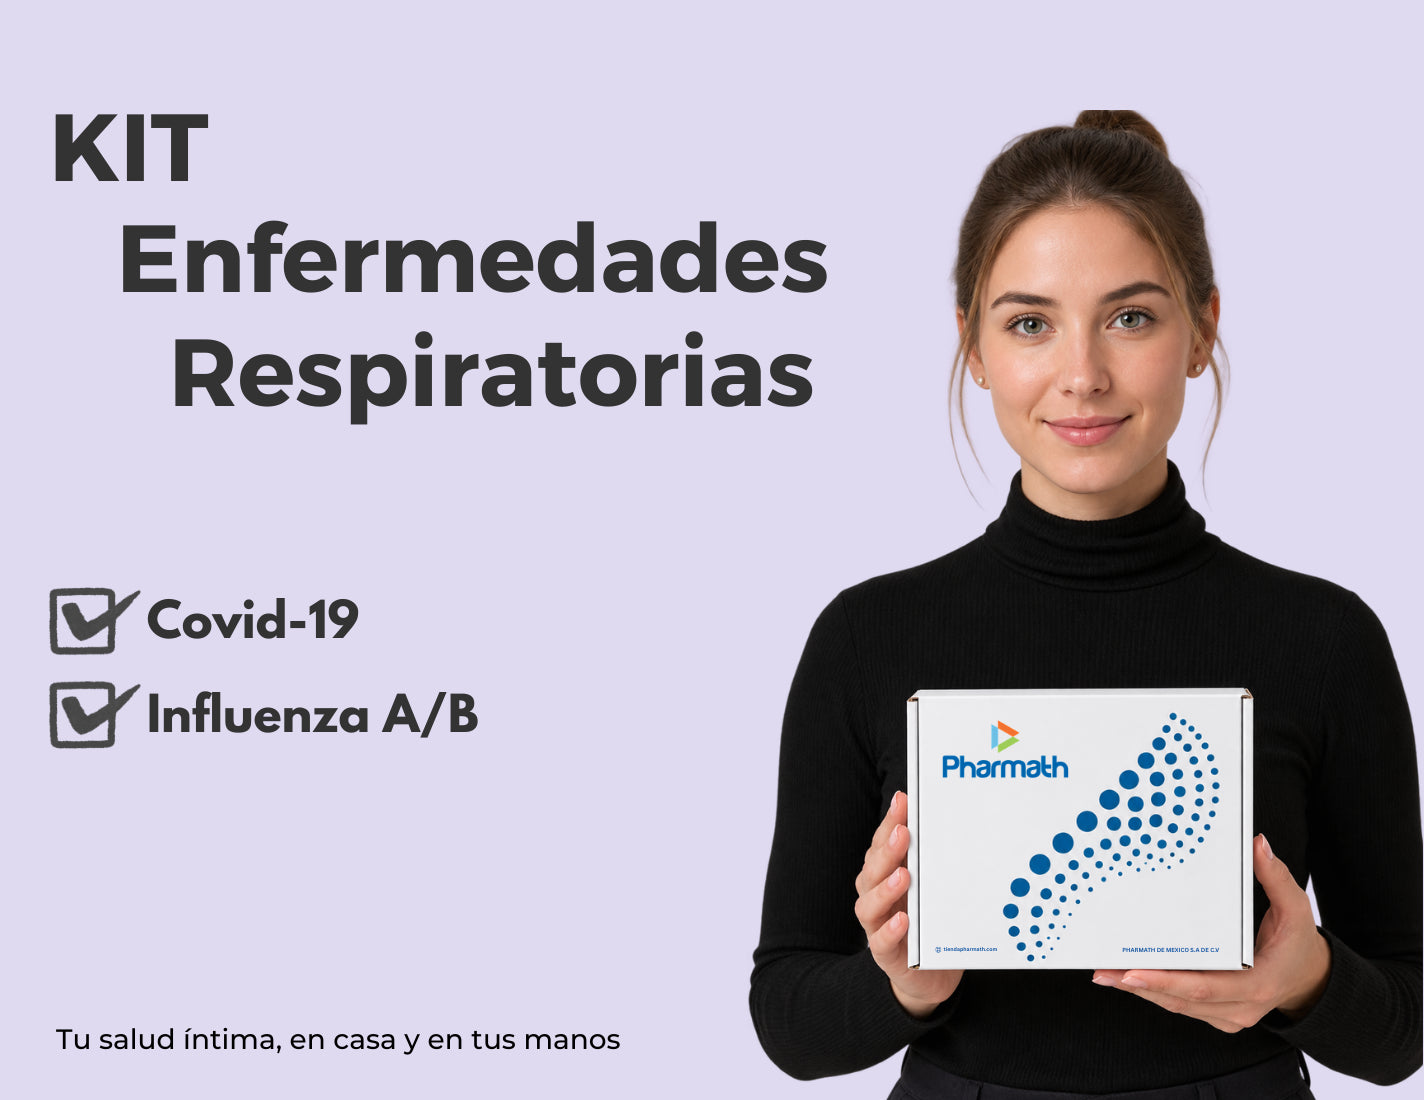 KIT
Enfermedades
Respiratorias
Covid-19
Influenza A/B
Pharmath
tiendapharmath.com
PHARMATH DE MEXICO S.A DE C.V
Tu salud íntima, en casa y en tus manos